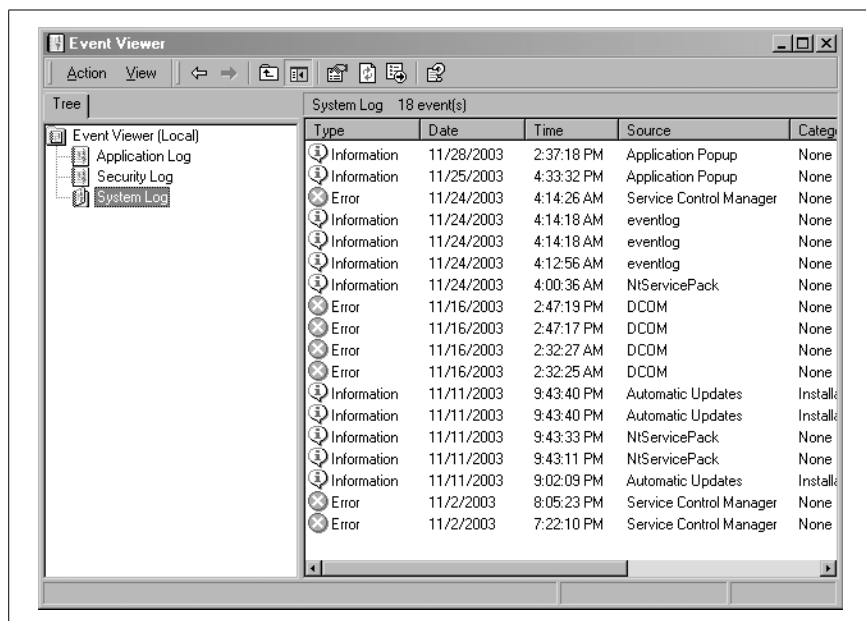 Event Viewer
Action View
Tree
System Log 18 event(s)
Event Viewer (Local)
Application Log
Security Log
System Log
Type Date Time Source Catego
Information 11/28/2003 2:37:18 PM Application Popup None
Information 11/25/2003 4:33:32 PM Application Popup None
Error 11/24/2003 4:14:26 AM Service Control Manager None
Information 11/24/2003 4:14:18 AM eventlog None
Information 11/24/2003 4:14:18 AM eventlog None
Information 11/24/2003 4:12:56 AM eventlog None
Information 11/24/2003 4:00:36 AM NtServicePack None
Error 11/16/2003 2:47:19 PM DCOM None
Error 11/16/2003 2:47:17 PM DCOM None
Error 11/16/2003 2:32:27 AM DCOM None
Error 11/16/2003 2:32:25 AM DCOM None
Information 11/11/2003 9:43:40 PM Automatic Updates Installa
Information 11/11/2003 9:43:40 PM Automatic Updates Installa
Information 11/11/2003 9:43:33 PM NtServicePack None
Information 11/11/2003 9:43:11 PM NtServicePack None
Information 11/11/2003 9:02:09 PM Automatic Updates Installa
Error 11/2/2003 8:05:23 PM Service Control Manager None
Error 11/2/2003 7:22:10 PM Service Control Manager None